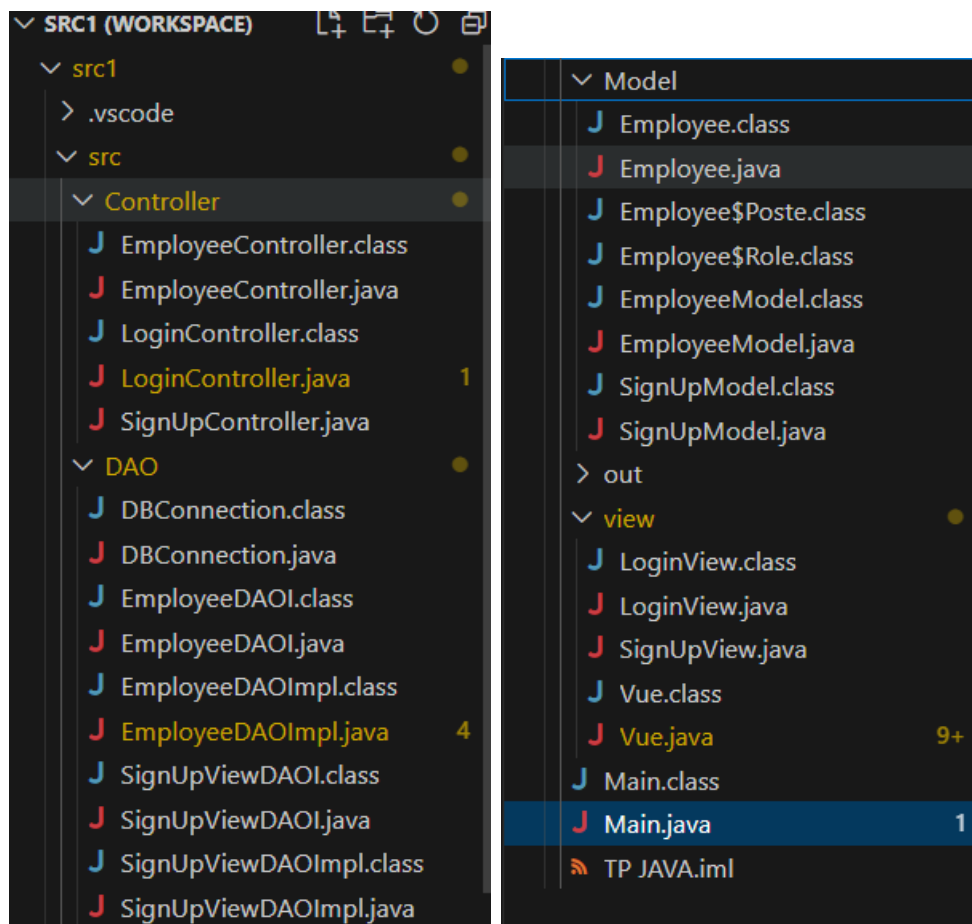 SRC1 (WORKSPACE)
src1
.vscode
src
Controller
EmployeeController.class
EmployeeController.java
LoginController.class
LoginController.java 1
SignUpController.java
DAO
DBConnection.class
DBConnection.java
EmployeeDAOI.class
EmployeeDAOI.java
EmployeeDAOImpl.class
EmployeeDAOImpl.java 4
SignUpViewDAOI.class
SignUpViewDAOI.java
SignUpViewDAOImpl.class
SignUpViewDAOImpl.java
Model
Employee.class
Employee.java
Employee$Poste.class
Employee$Role.class
EmployeeModel.class
EmployeeModel.java
SignUpModel.class
SignUpModel.java
out
view
LoginView.class
LoginView.java
SignUpView.java
Vue.class
Vue.java 9+
Main.class
Main.java 1
TP JAVA.iml